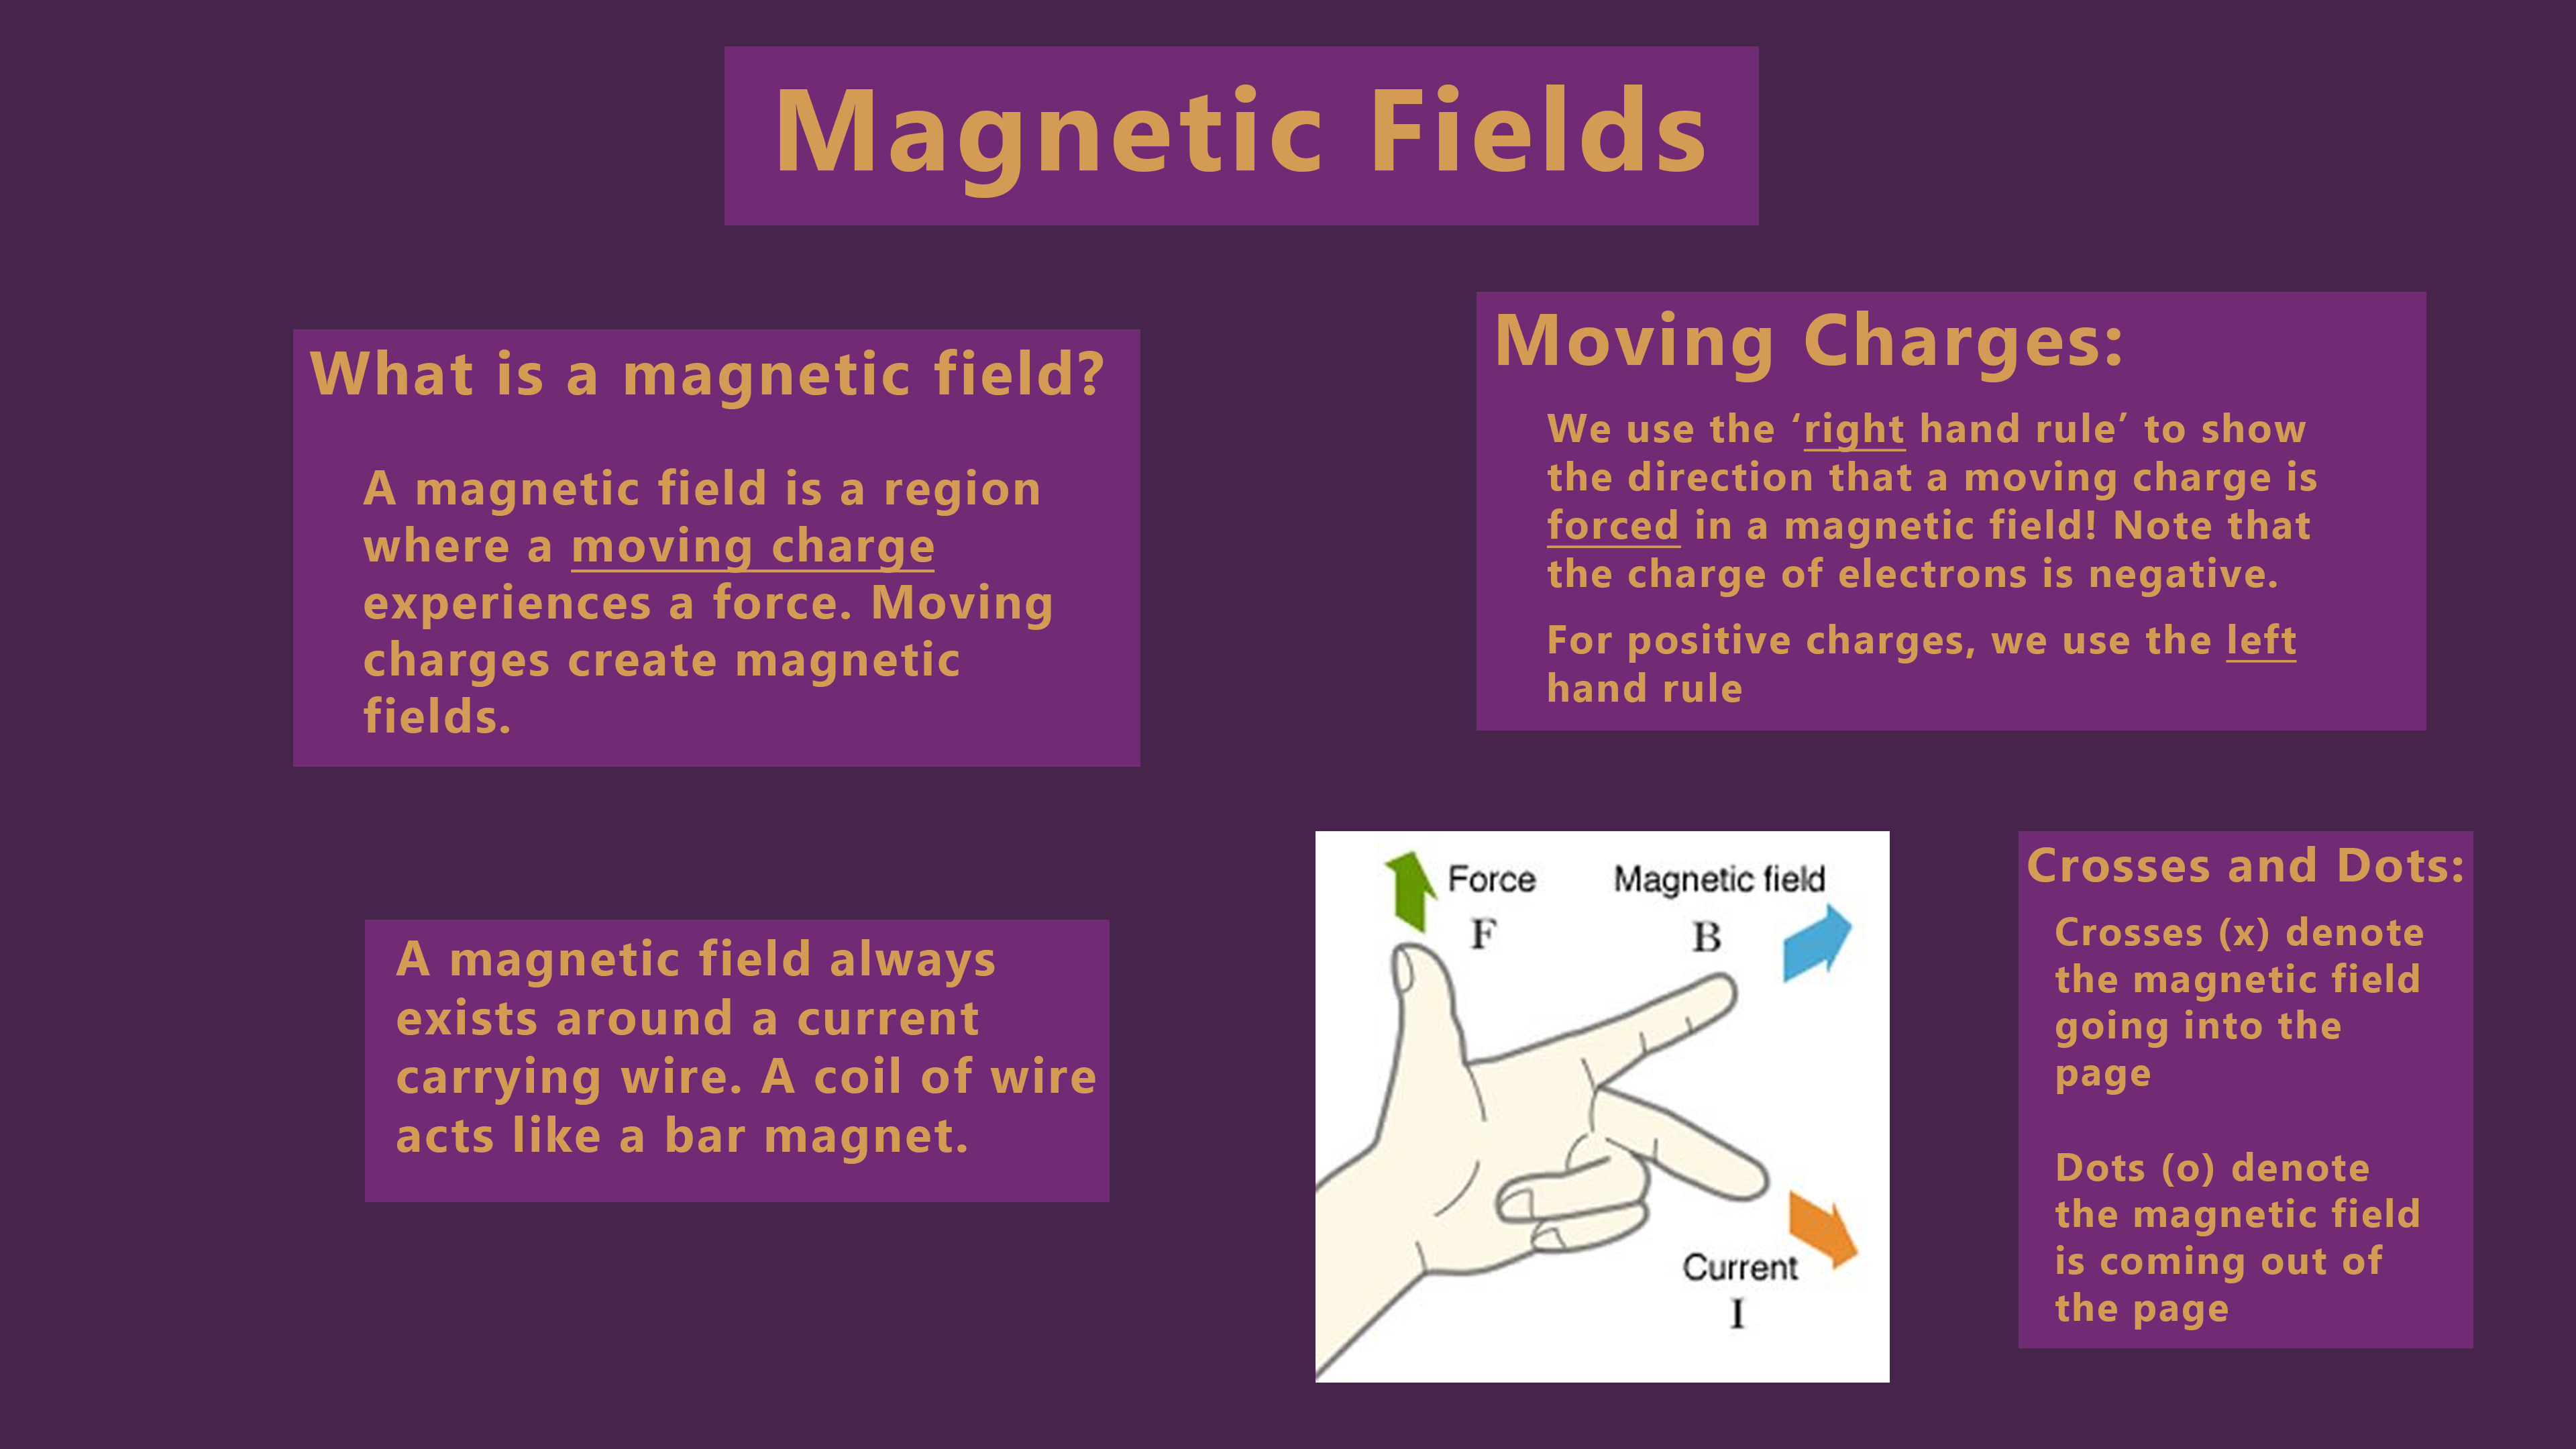 Magnetic Fields
What is a magnetic field?
A magnetic field is a region
where a moving charge
experiences a force. Moving
charges create magnetic
fields.
Moving Charges:
We use the ‘right hand rule’ to show
the direction that a moving charge is
forced in a magnetic field! Note that
the charge of electrons is negative.
For positive charges, we use the left
hand rule
A magnetic field always
exists around a current
carrying wire. A coil of wire
acts like a bar magnet.
Force
F
Magnetic field
B
Current
I
Crosses and Dots:
Crosses (x) denote
the magnetic field
going into the
page
Dots (o) denote
the magnetic field
is coming out of
the page